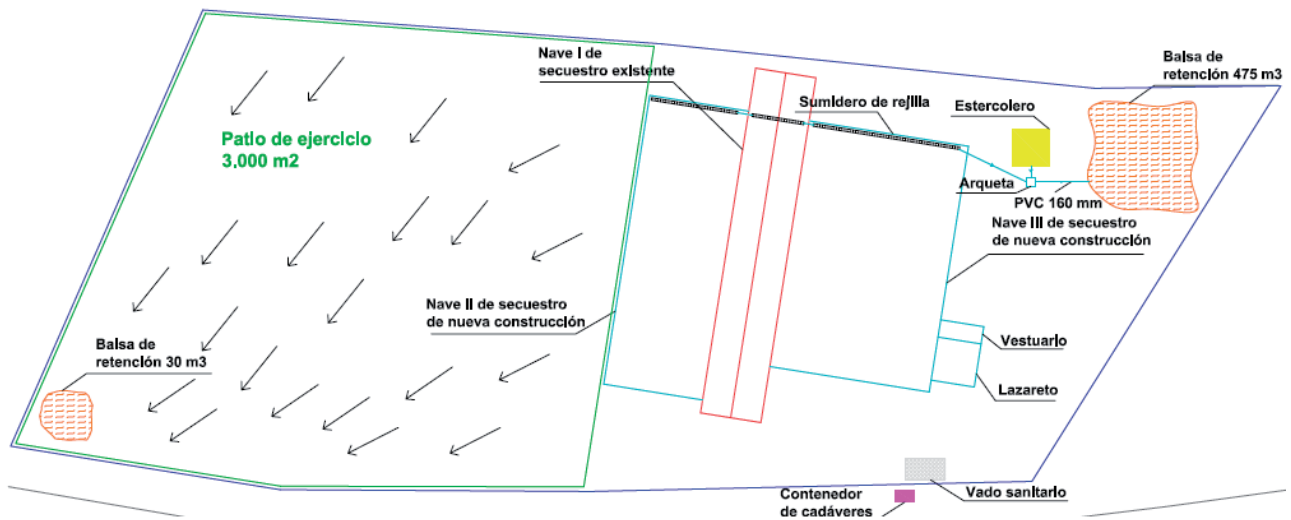 Nave I de
secuestro existente
Balsa de
retención 475 m3
Sumidero de rejilla
Estercolero
Patio de ejercicio
3.000 m2
Arqueta
PVC 160 mm
Nave III de secuestro
de nueva construcción
Nave II de secuestro
de nueva construcción
Balsa de
retención 30 m3
Vestuario
Lazareto
Contenedor
de cadáveres
Vado sanitario